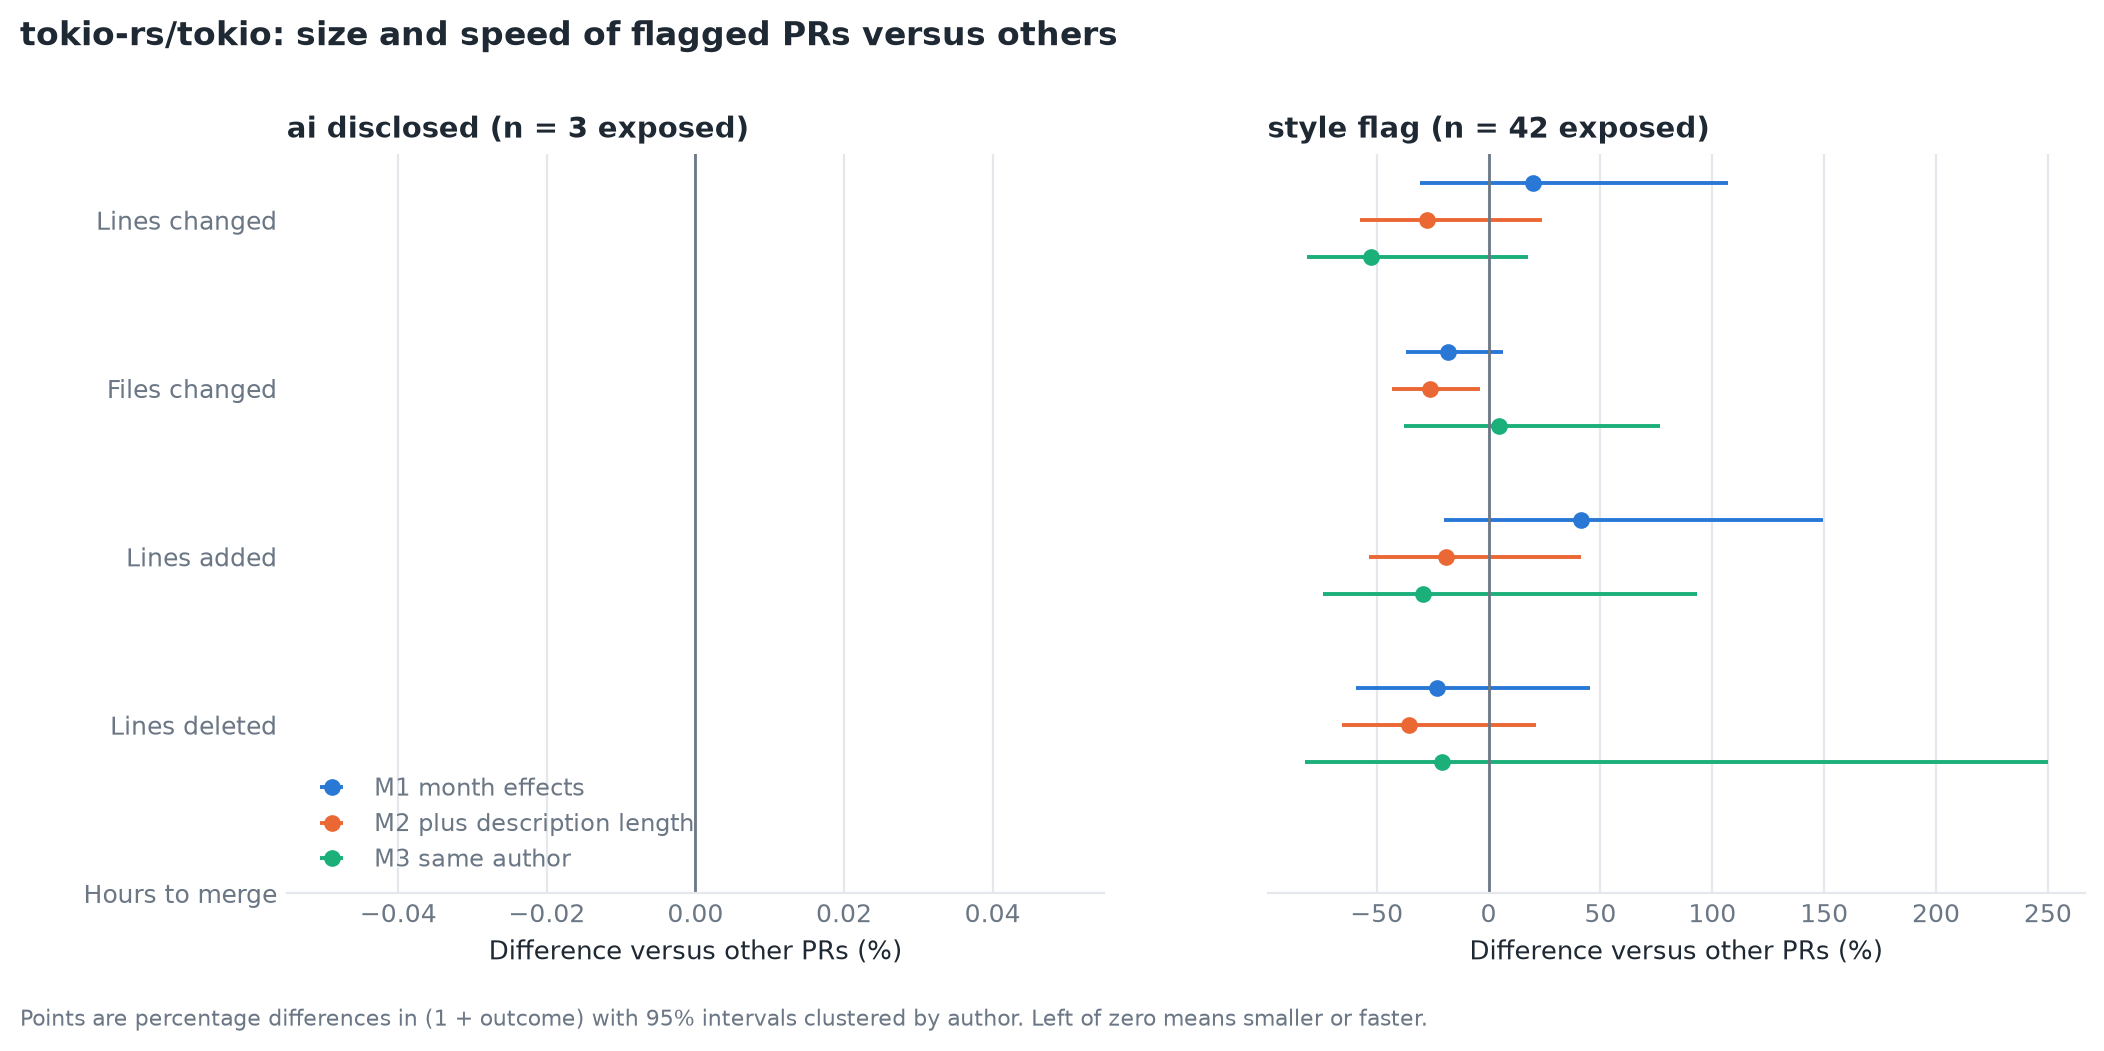 tokio-rs/tokio: size and speed of flagged PRs versus others
ai disclosed (n = 3 exposed)
Lines changed
Files changed
Lines added
Lines deleted
Hours to merge
M1 month effects
M2 plus description length
M3 same author
−0.04
−0.02
0.00
0.02
0.04
Difference versus other PRs (%)
style flag (n = 42 exposed)
−50
0
50
100
150
200
250
Difference versus other PRs (%)
Points are percentage differences in (1 + outcome) with 95% intervals clustered by author. Left of zero means smaller or faster.